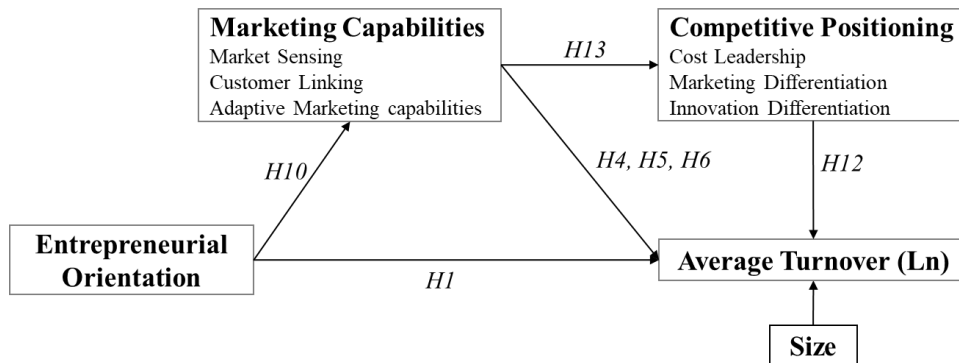 Marketing Capabilities
Market Sensing
Customer Linking
Adaptive Marketing capabilities
H13
Competitive Positioning
Cost Leadership
Marketing Differentiation
Innovation Differentiation
H10
H4, H5, H6
H12
Entrepreneurial
Orientation
H1
Average Turnover (Ln)
Size